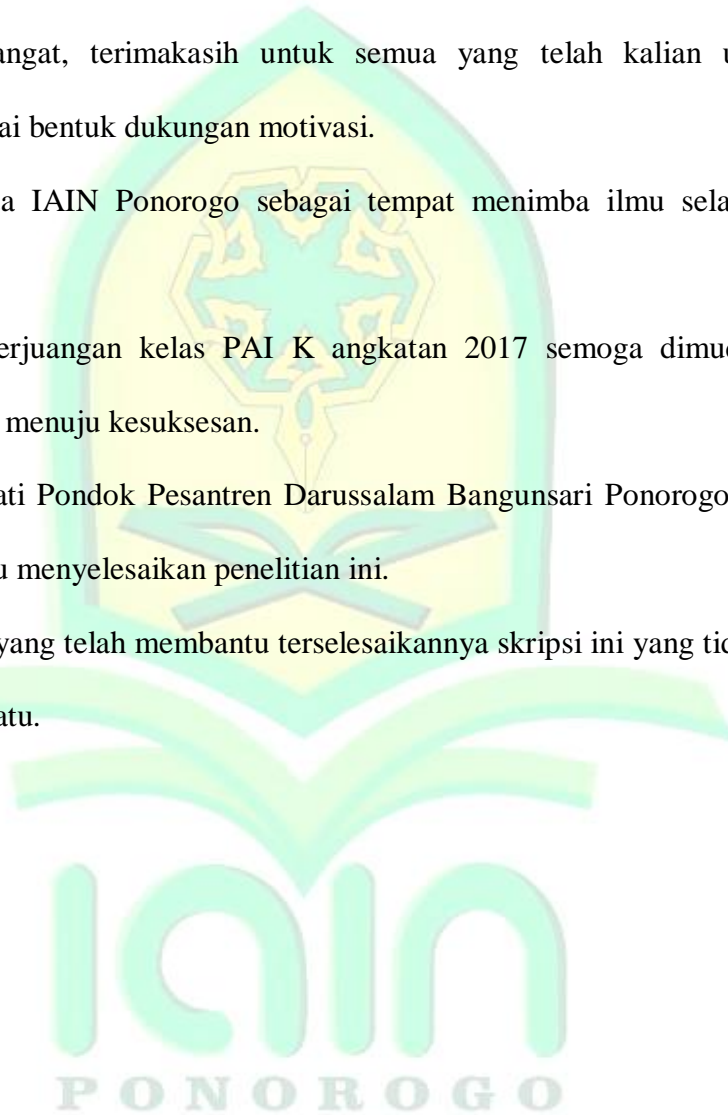 angat, terimakasih untuk semua yang telah kalian u
ai bentuk dukungan motivasi.
a IAIN Ponorogo sebagai tempat menimba ilmu sela
erjuangan kelas PAI K angkatan 2017 semoga dimu
menuju kesuksesan.
ati Pondok Pesantren Darussalam Bangunsari Ponorogo
u menyelesaikan penelitian ini.
yang telah membantu terselesaikannya skripsi ini yang tid
atu.
IAIN
PONOROGO